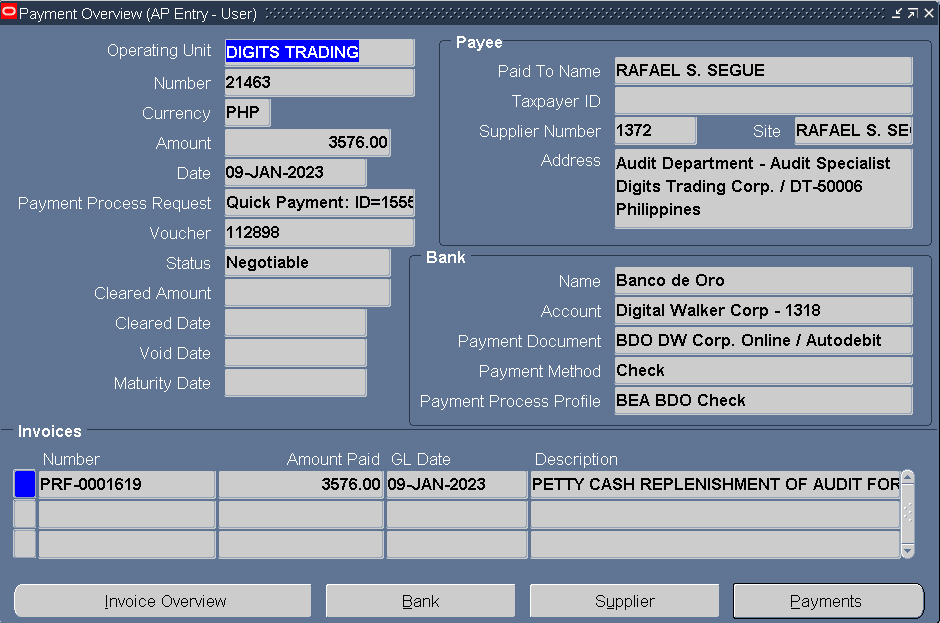 Payment Overview (AP Entry - User)
Operating Unit DIGITS TRADING
Number 21463
Currency PHP
Amount 3576.00
Date 09-JAN-2023
Payment Process Request Quick Payment: ID=1555
Voucher 112898
Status Negotiable
Cleared Amount
Cleared Date
Void Date
Maturity Date
Payee
Paid To Name RAFAEL S. SEGUE
Taxpayer ID
Supplier Number 1372 Site RAFAEL S. SE
Address Audit Department - Audit Specialist
Digits Trading Corp. / DT-50006
Philippines
Bank
Name Banco de Oro
Account Digital Walker Corp - 1318
Payment Document BDO DW Corp. Online / Autodebit
Payment Method Check
Payment Process Profile BEA BDO Check
Invoices
Number Amount Paid GL Date Description
PRF-0001619 3576.00 09-JAN-2023 PETTY CASH REPLENISHMENT OF AUDIT FOR
Invoice Overview Bank Supplier Payments